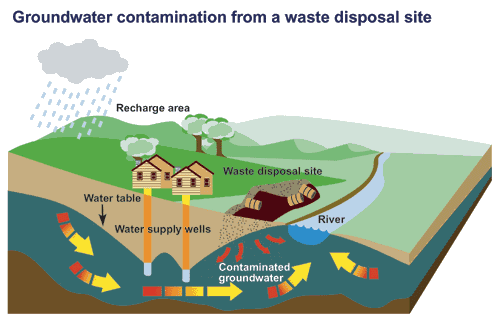 Groundwater contamination from a waste disposal site
Recharge area
Waste disposal site
Water table
River
Water supply wells
Contaminated
groundwater